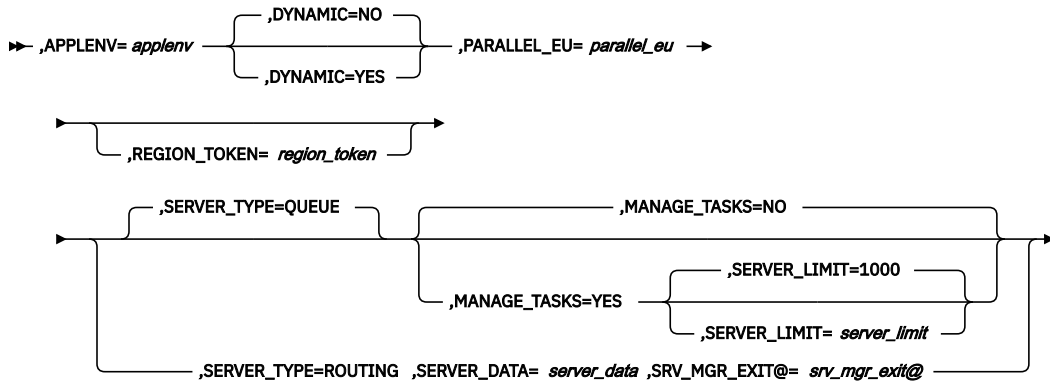 ,DYNAMIC=NO
,APPLENV= applenv ,PARALLEL_EU= parallel_eu
,DYNAMIC=YES
,REGION_TOKEN= region_token
,SERVER_TYPE=QUEUE ,MANAGE_TASKS=NO
,SERVER_LIMIT=1000
,MANAGE_TASKS=YES
,SERVER_LIMIT= server_limit
,SERVER_TYPE=ROUTING ,SERVER_DATA= server_data ,SRV_MGR_EXIT@= srv_mgr_exit@